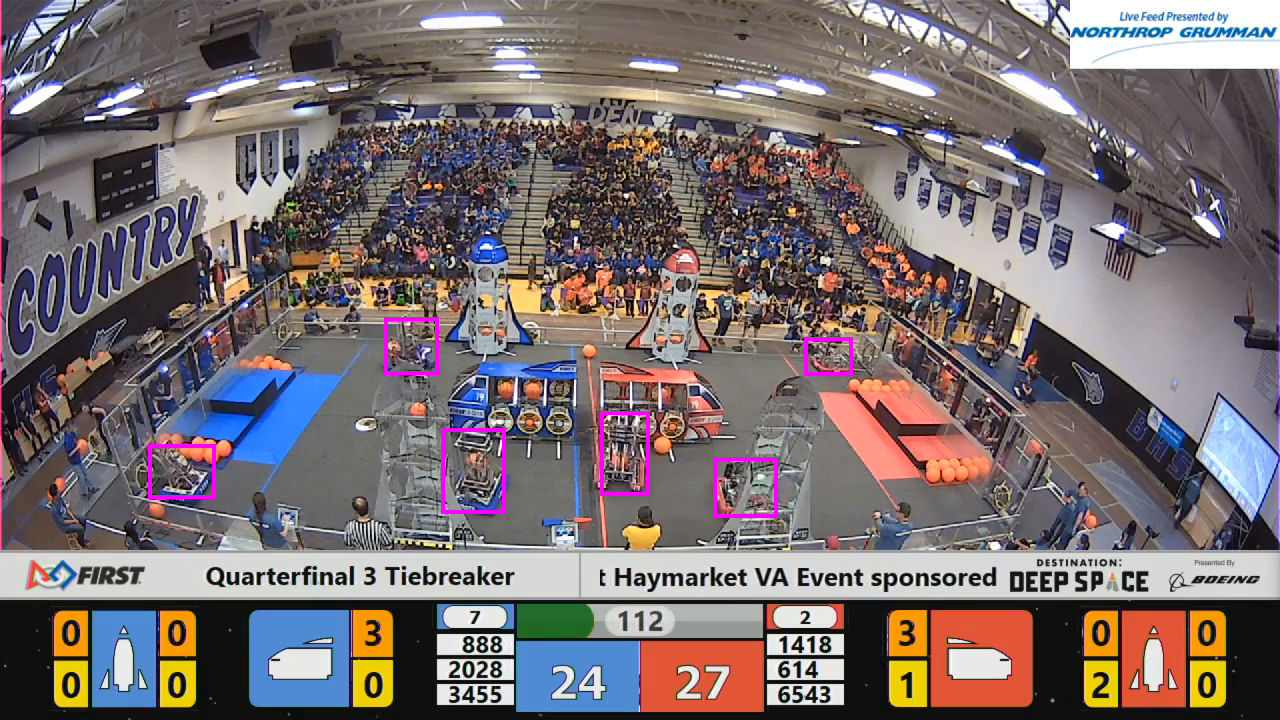 Live Feed Presented by
NORTHROP GRUMMAN
DEN
COUNTRY
BHS
FIRST
Quarterfinal 3 Tiebreaker
t Haymarket VA Event sponsored
DESTINATION:
DEEP SPACE
Presented By
BOEING
0 0
0 0
3
0
7
888
2028
3455
112
24
27
2
1418
614
6543
3
1
0 0
2 0